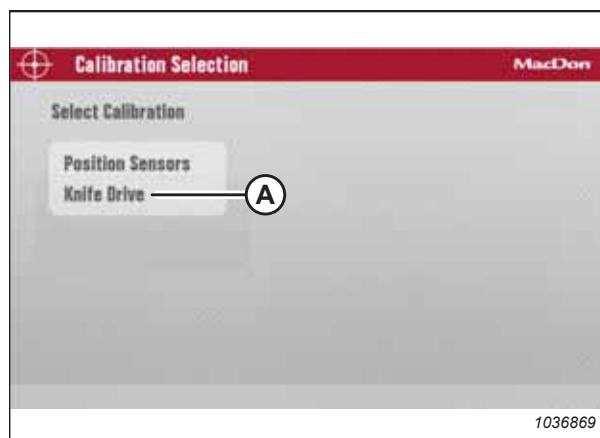 Calibration Selection MacDon
Select Calibration
Position Sensors
Knife Drive A
1036869